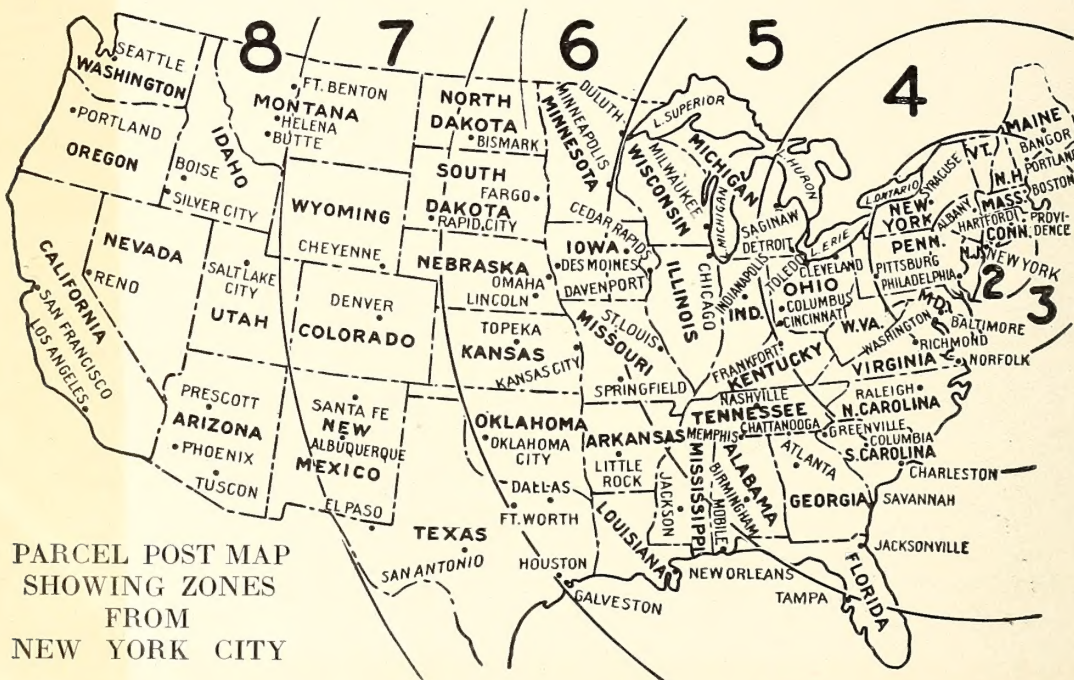 8
7
6
5
4
2
3
SEATTLE
WASHINGTON
PORTLAND
OREGON
IDAHO
BOISE
SILVER CITY
FT. BENTON
MONTANA
HELENA
BUTTE
NORTH
DAKOTA
BISMARK
SOUTH
FARGO
DAKOTA
RAPID, CITY
WYOMING
CHEYENNE
NEBRASKA
OMAHA
LINCOLN
NEVADA
RENO
CALIFORNIA
SAN FRANCISCO
LOS ANGELES
SALT LAKE
CITY
UTAH
DENVER
COLORADO
TOPEKA
KANSAS
KANSAS CITY
PRESCOTT
ARIZONA
PHOENIX
TUSCON
SANTA FE
NEW
ALBUQUERQUE
MEXICO
EL PASO
OKLAHOMA
OKLAHOMA
CITY
DALLAS
FT. WORTH
TEXAS
SAN ANTONIO
HOUSTON
GALVESTON
DULUTH
MINNEAPOLIS
MINNESOTA
L. SUPERIOR
WISCONSIN
MILWAUKEE
MICHIGAN
L. MICHIGAN
HURON
SAGINAW
DETROIT
CEDAR RAPIDS
IOWA
DES MOINES
DAVENPORT
ILLINOIS
CHICAGO
INDIANAPOLIS
IND.
TOLEDO
L. ERIE
CLEVELAND
OHIO
COLUMBUS
CINCINNATI
ST. LOUIS
MISSOURI
SPRINGFIELD
FRANKFORT
KENTUCKY
NASHVILLE
TENNESSEE
MEMPHIS
CHATTANOOGA
ARKANSAS
LITTLE
ROCK
JACKSON
MISSISSIPPI
BIRMINGHAM
ALABAMA
MOBILE
LOUISIANA
NEW ORLEANS
ATLANTA
GEORGIA
SAVANNAH
JACKSONVILLE
FLORIDA
TAMPA
GREENVILLE
COLUMBIA
S. CAROLINA
CHARLESTON
RALEIGH
N. CAROLINA
VIRGINIA
NORFOLK
RICHMOND
WASHINGTON
W. VA.
MD.
BALTIMORE
PITTSBURG
PHILADELPHIA
PENN.
N.J.
NEW YORK
L. ONTARIO
SYRACUSE
NEW
YORK
ALBANY
VT.
N.H.
MAINE
BANGOR
PORTLAND
MASS.
BOSTON
HARTFORD
CONN.
PROVI-
DENCE
PARCEL POST MAP
SHOWING ZONES
FROM
NEW YORK CITY